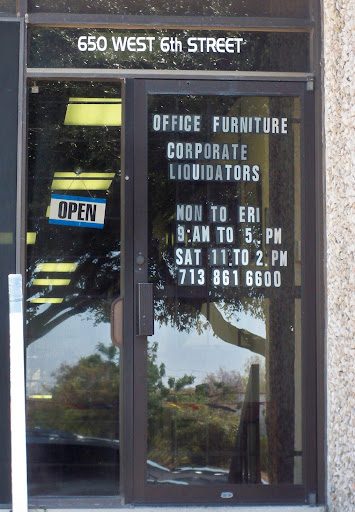 650 WEST 6th STREET
OFFICE FURNITURE
CORPORATE
LIQUIDATORS
OPEN
MON TO FRI
9:AM TO 5:PM
SAT 11 TO 2 PM
713 861 6600